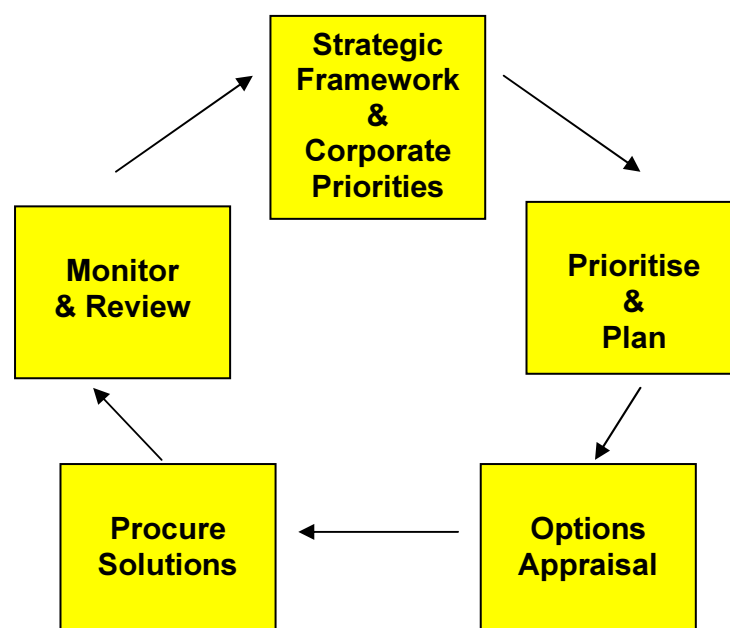 Strategic
Framework
&
Corporate
Priorities
Prioritise
&
Plan
Options
Appraisal
Procure
Solutions
Monitor
& Review